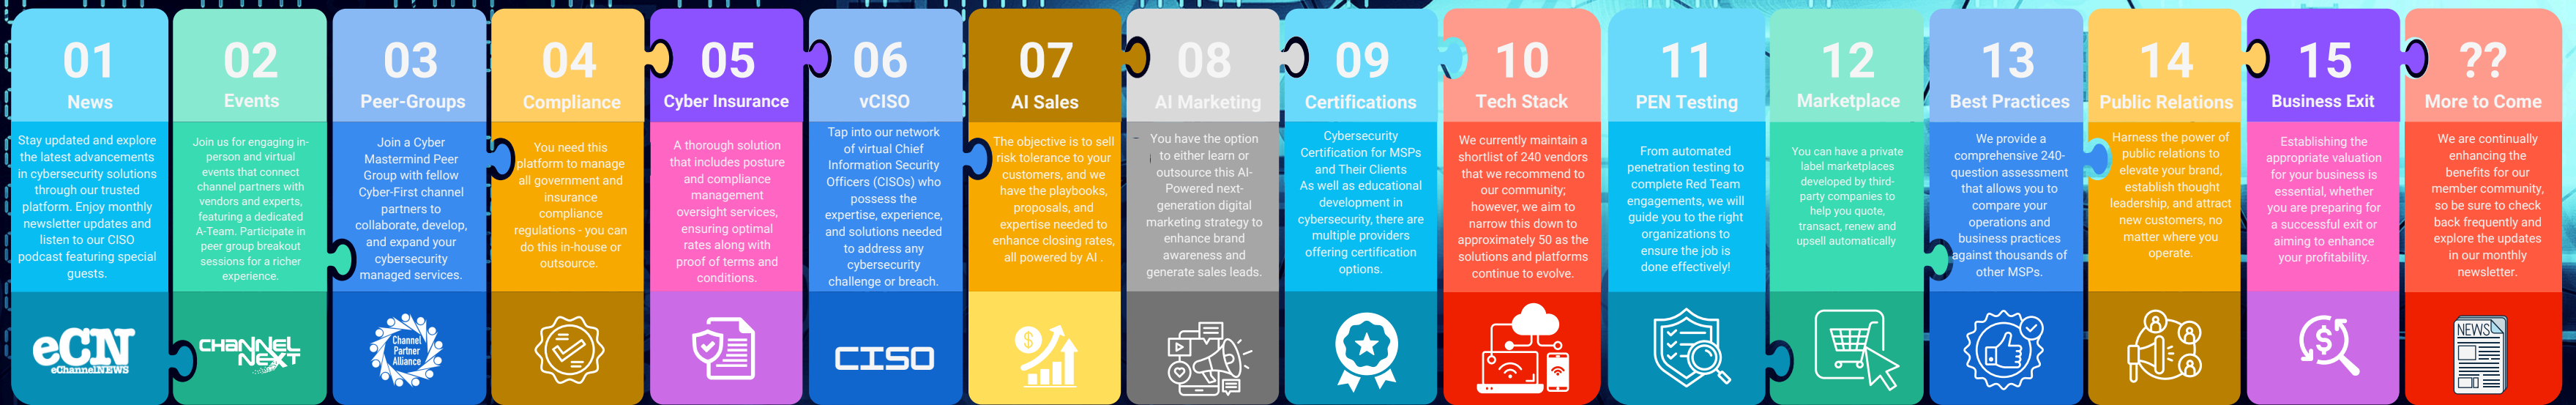 01
News
Stay updated and explore
the latest advancements
in cybersecurity solutions
through our trusted
platform. Enjoy monthly
newsletter updates and
listen to our CISO
podcast featuring special
guests.
eCN
eChannelNEWS
02
Events
Join us for engaging in-
person and virtual
events that connect
channel partners with
vendors and experts,
featuring a dedicated
A-Team. Participate in
peer group breakout
sessions for a richer
experience.
CHANNEL
NEXT
03
Peer-Groups
Join a Cyber
Mastermind Peer
Group with fellow
Cyber-First channel
partners to
collaborate, develop,
and expand your
cybersecurity
managed services.
Channel
Partner
Alliance
04
Compliance
You need this
platform to manage
all government and
insurance
compliance
regulations - you can
do this in-house or
outsource.
05
Cyber Insurance
A thorough solution
that includes posture
and compliance
management
oversight services,
ensuring optimal
rates along with
proof of terms and
conditions.
06
vCISO
Tap into our network
of virtual Chief
Information Security
Officers (CISOs) who
possess the
expertise, experience,
and solutions needed
to address any
cybersecurity
challenge or breach.
CISO
07
AI Sales
The objective is to sell
risk tolerance to your
customers, and we
have the playbooks,
proposals, and
expertise needed to
enhance closing rates,
all powered by AI .
08
AI Marketing
You have the option
to either learn or
outsource this AI-
Powered next-
generation digital
marketing strategy to
enhance brand
awareness and
generate sales leads.
09
Certifications
Cybersecurity
Certification for MSPs
and Their Clients
As well as educational
development in
cybersecurity, there are
multiple providers
offering certification
options.
10
Tech Stack
We currently maintain a
shortlist of 240 vendors
that we recommend to
our community;
however, we aim to
narrow this down to
approximately 50 as the
solutions and platforms
continue to evolve.
11
PEN Testing
From automated
penetration testing to
complete Red Team
engagements, we will
guide you to the right
organizations to
ensure the job is
done effectively!
12
Marketplace
You can have a private
label marketplaces
developed by third-
party companies to
help you quote,
transact, renew and
upsell automatically
13
Best Practices
We provide a
comprehensive 240-
question assessment
that allows you to
compare your
operations and
business practices
against thousands of
other MSPs.
14
Public Relations
Harness the power of
public relations to
elevate your brand,
establish thought
leadership, and attract
new customers, no
matter where you
operate.
15
Business Exit
Establishing the
appropriate valuation
for your business is
essential, whether
you are preparing for
a successful exit or
aiming to enhance
your profitability.
??
More to Come
We are continually
enhancing the
benefits for our
member community,
so be sure to check
back frequently and
explore the updates
in our monthly
newsletter.
NEWS